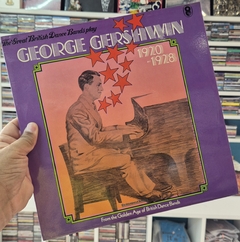 The Great British Dance Bands play
GEORGE GERSHWIN
1920
-1928
From the Golden Age of British Dance Bands